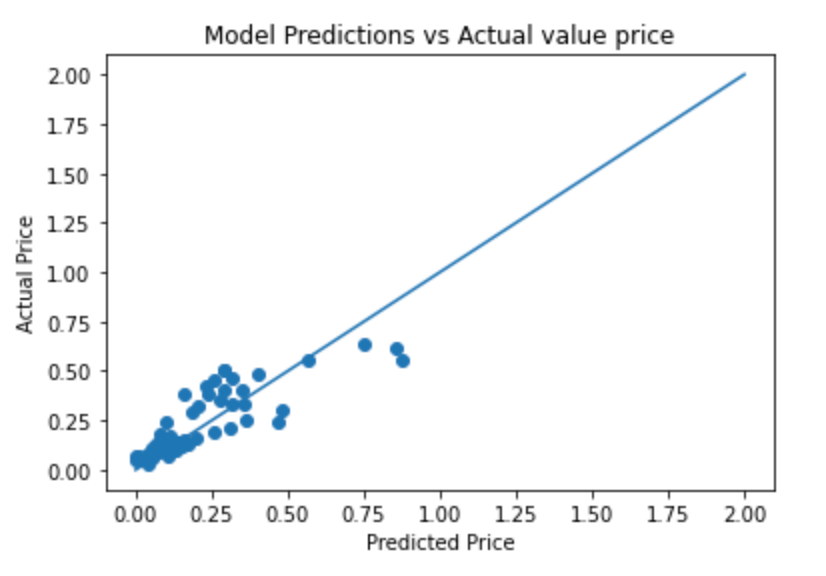 Model Predictions vs Actual value price
2.00
1.75
1.50
1.25
1.00
0.75
0.50
0.25
0.00
Actual Price
0.00 0.25 0.50 0.75 1.00 1.25 1.50 1.75 2.00
Predicted Price